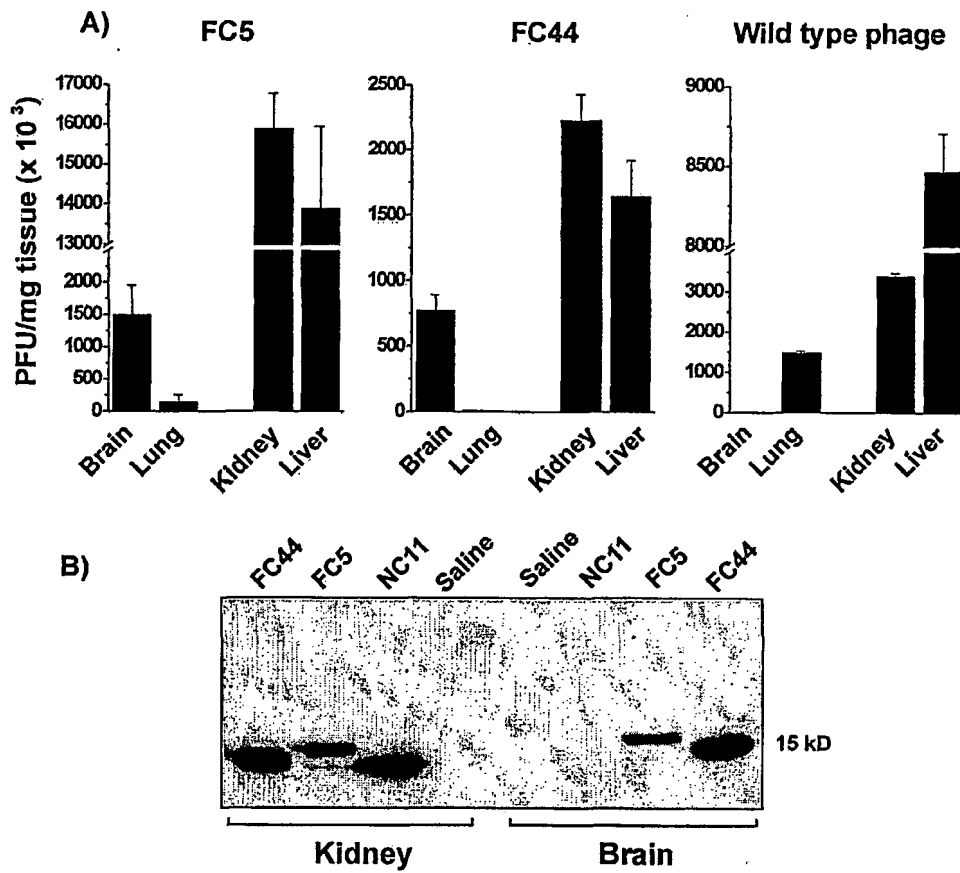 A)
FC5
FC44
Wild type phage
PFU/mg tissue (x 10³)
17000
16000
15000
14000
13000
2000
1500
1000
500
0
Brain
Lung
Kidney
Liver
2500
2000
1500
1000
500
0
Brain
Lung
Kidney
Liver
9000
8500
8000
3000
2000
1000
0
Brain
Lung
Kidney
Liver
B)
FC44
FC5
NC11
Saline
Saline
NC11
FC5
FC44
15 kD
Kidney
Brain